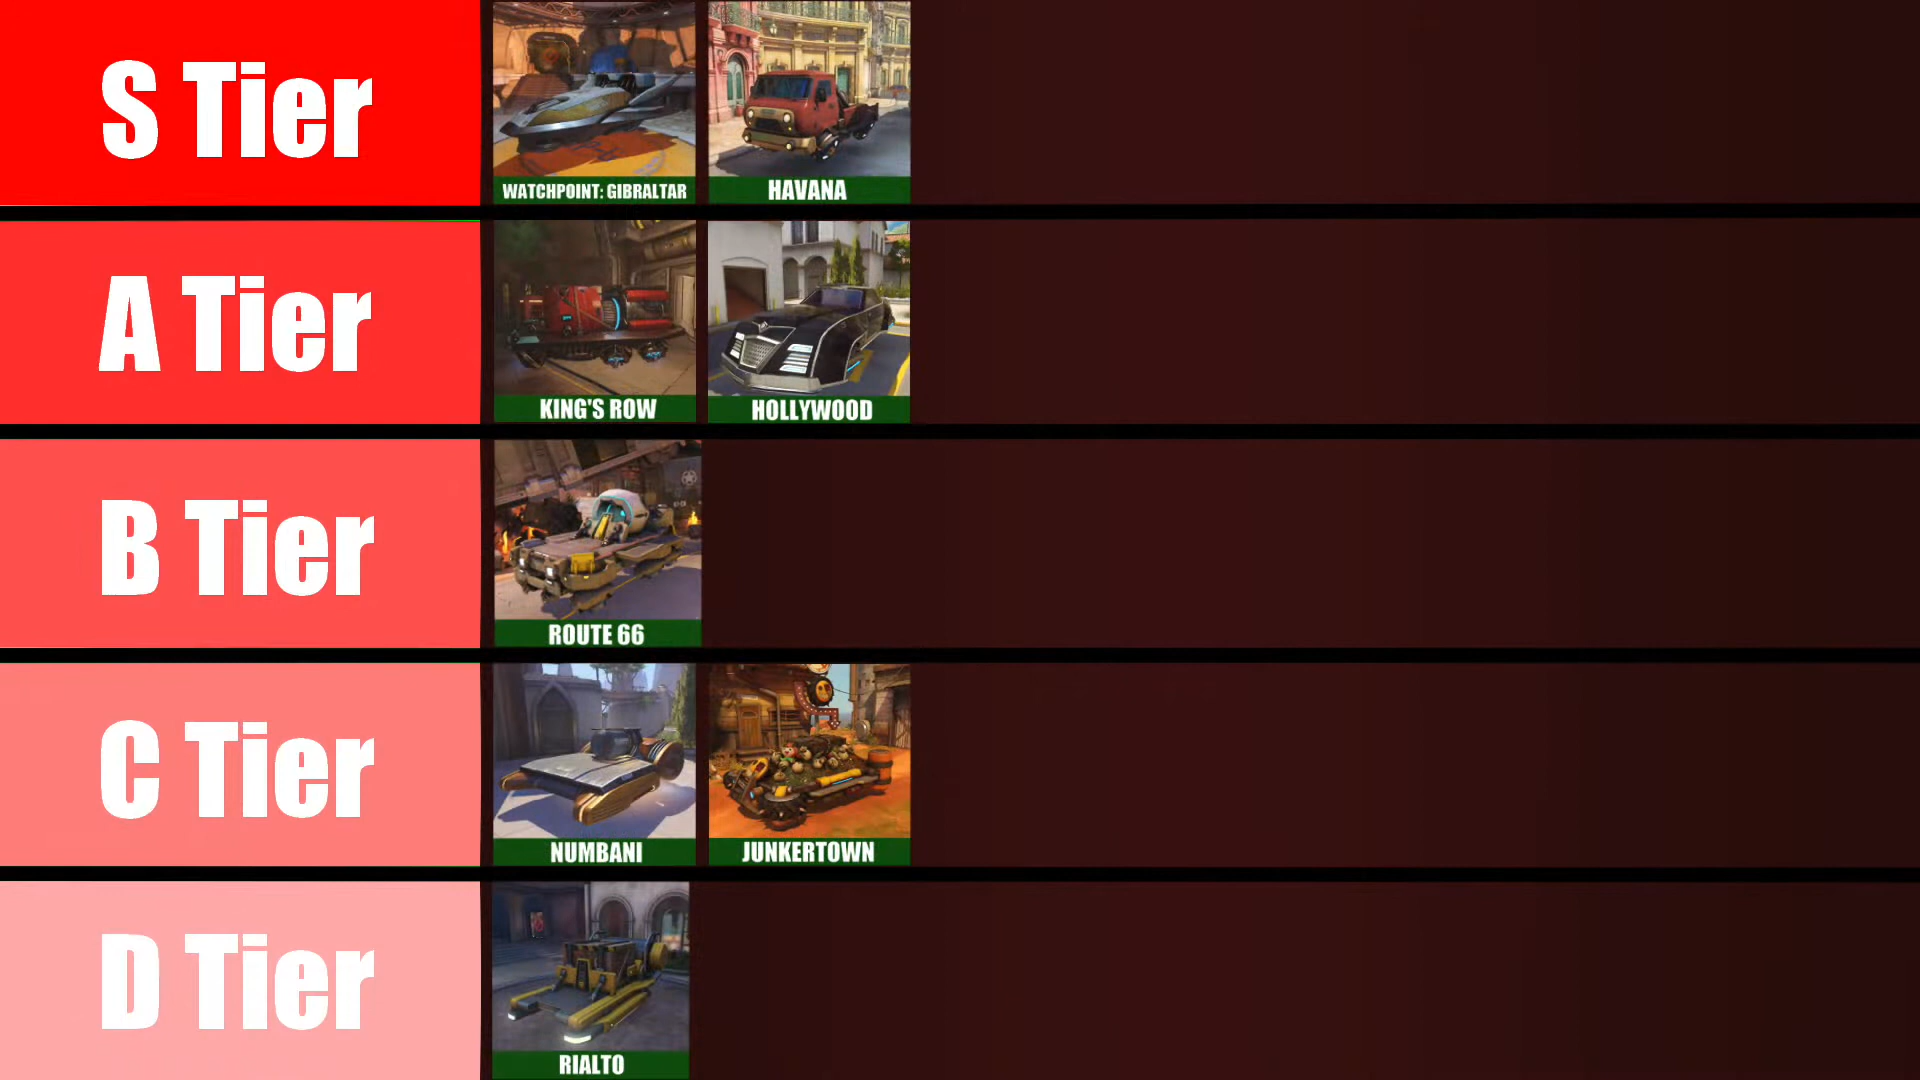 S Tier
WATCHPOINT: GIBRALTAR
HAVANA
A Tier
KING'S ROW
HOLLYWOOD
B Tier
ROUTE 66
C Tier
NUMBANI
JUNKERTOWN
D Tier
RIALTO